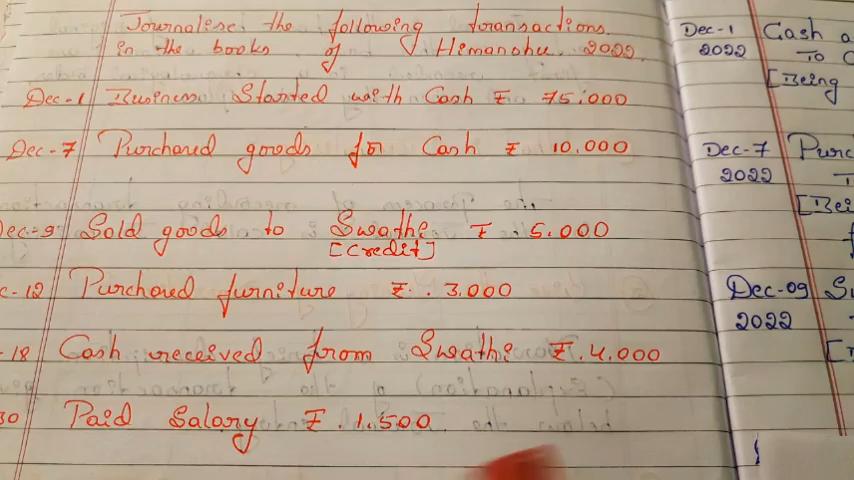 Journalise the following transactions.
in the books of Himanshu. 2022.
Dec-1 Business Started with Cash ₹ 75.000
Dec-7 Purchased goods for Cash ₹ 10.000
Dec-9 Sold goods to Swathi ₹. 5.000
[Credit]
c-12 Purchased furniture ₹. . 3.000
-18 Cash received from Swathi ₹.4.000
30 Paid Salary ₹. 1.500
Dec-1 Cash a
2022 To C
[Being
Dec-7 Purc
2022 T
[Bei
f
Dec-09 S
2022
[